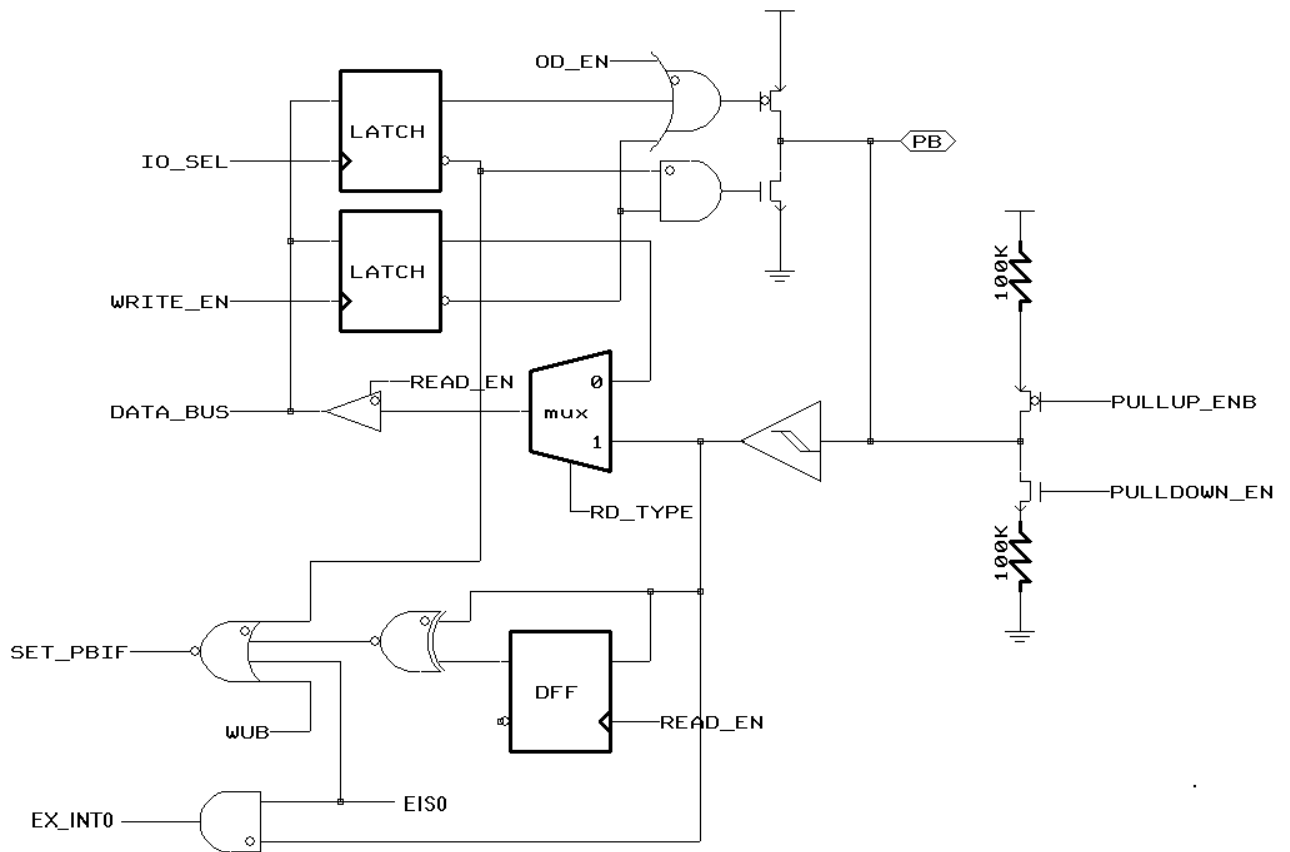 OD_EN
LATCH
PB
IO_SEL
LATCH
100K
WRITE_EN
READ_EN
0
PULLUP_ENB
DATA_BUS
mux
1
PULLDOWN_EN
RD_TYPE
100K
SET_PBIF
DFF
WUB
READ_EN
EIS0
EX_INT0